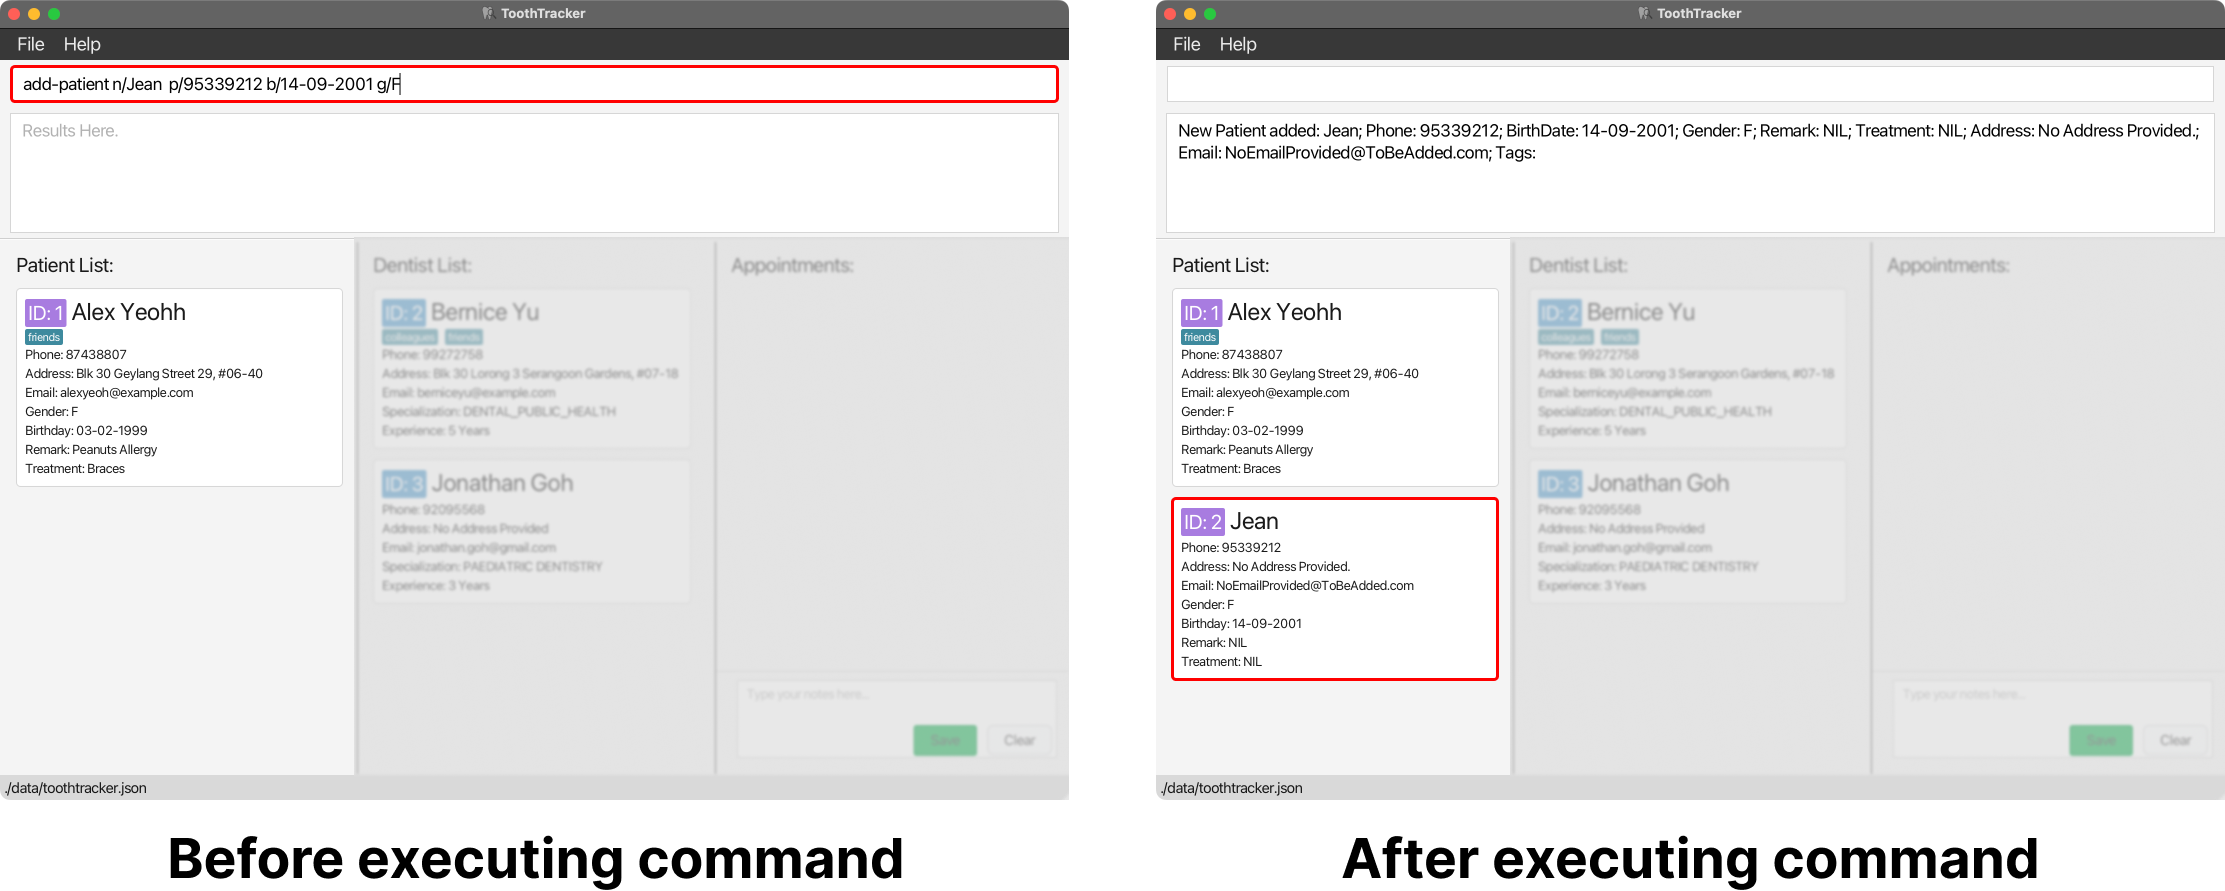 ToothTracker
File Help
add-patient n/Jean  p/95339212 b/14-09-2001 g/F
Results Here.
Patient List:
ID: 1 Alex Yeohh
friends
Phone: 87438807
Address: Blk 30 Geylang Street 29, #06-40
Email: alexyeoh@example.com
Gender: F
Birthday: 03-02-1999
Remark: Peanuts Allergy
Treatment: Braces
Dentist List:
ID: 2 Bernice Yu
colleagues friends
Phone: 99272758
Address: Blk 30 Lorong 3 Serangoon Gardens, #07-18
Email: berniceyu@example.com
Specialization: DENTAL_PUBLIC_HEALTH
Experience: 5 Years
ID: 3 Jonathan Goh
Phone: 92095568
Address: No Address Provided
Email: jonathan.goh@gmail.com
Specialization: PAEDIATRIC DENTISTRY
Experience: 3 Years
Appointments:
Type your notes here...
Save Clear
./data/toothtracker.json
Before executing command
ToothTracker
File Help
New Patient added: Jean; Phone: 95339212; BirthDate: 14-09-2001; Gender: F; Remark: NIL; Treatment: NIL; Address: No Address Provided.;
Email: NoEmailProvided@ToBeAdded.com; Tags:
Patient List:
ID: 1 Alex Yeohh
friends
Phone: 87438807
Address: Blk 30 Geylang Street 29, #06-40
Email: alexyeoh@example.com
Gender: F
Birthday: 03-02-1999
Remark: Peanuts Allergy
Treatment: Braces
ID: 2 Jean
Phone: 95339212
Address: No Address Provided.
Email: NoEmailProvided@ToBeAdded.com
Gender: F
Birthday: 14-09-2001
Remark: NIL
Treatment: NIL
Dentist List:
ID: 2 Bernice Yu
colleagues friends
Phone: 99272758
Address: Blk 30 Lorong 3 Serangoon Gardens, #07-18
Email: berniceyu@example.com
Specialization: DENTAL_PUBLIC_HEALTH
Experience: 5 Years
ID: 3 Jonathan Goh
Phone: 92095568
Address: No Address Provided
Email: jonathan.goh@gmail.com
Specialization: PAEDIATRIC DENTISTRY
Experience: 3 Years
Appointments:
Type your notes here...
Save Clear
./data/toothtracker.json
After executing command